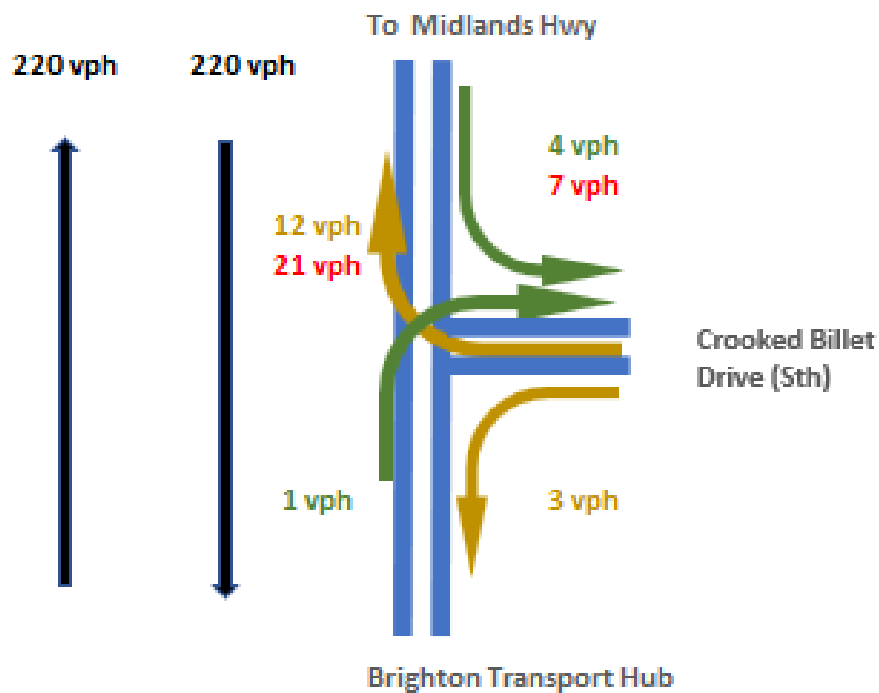 To Midlands Hwy
220 vph
220 vph
4 vph
7 vph
12 vph
21 vph
Crooked Billet
Drive (Sth)
1 vph
3 vph
Brighton Transport Hub